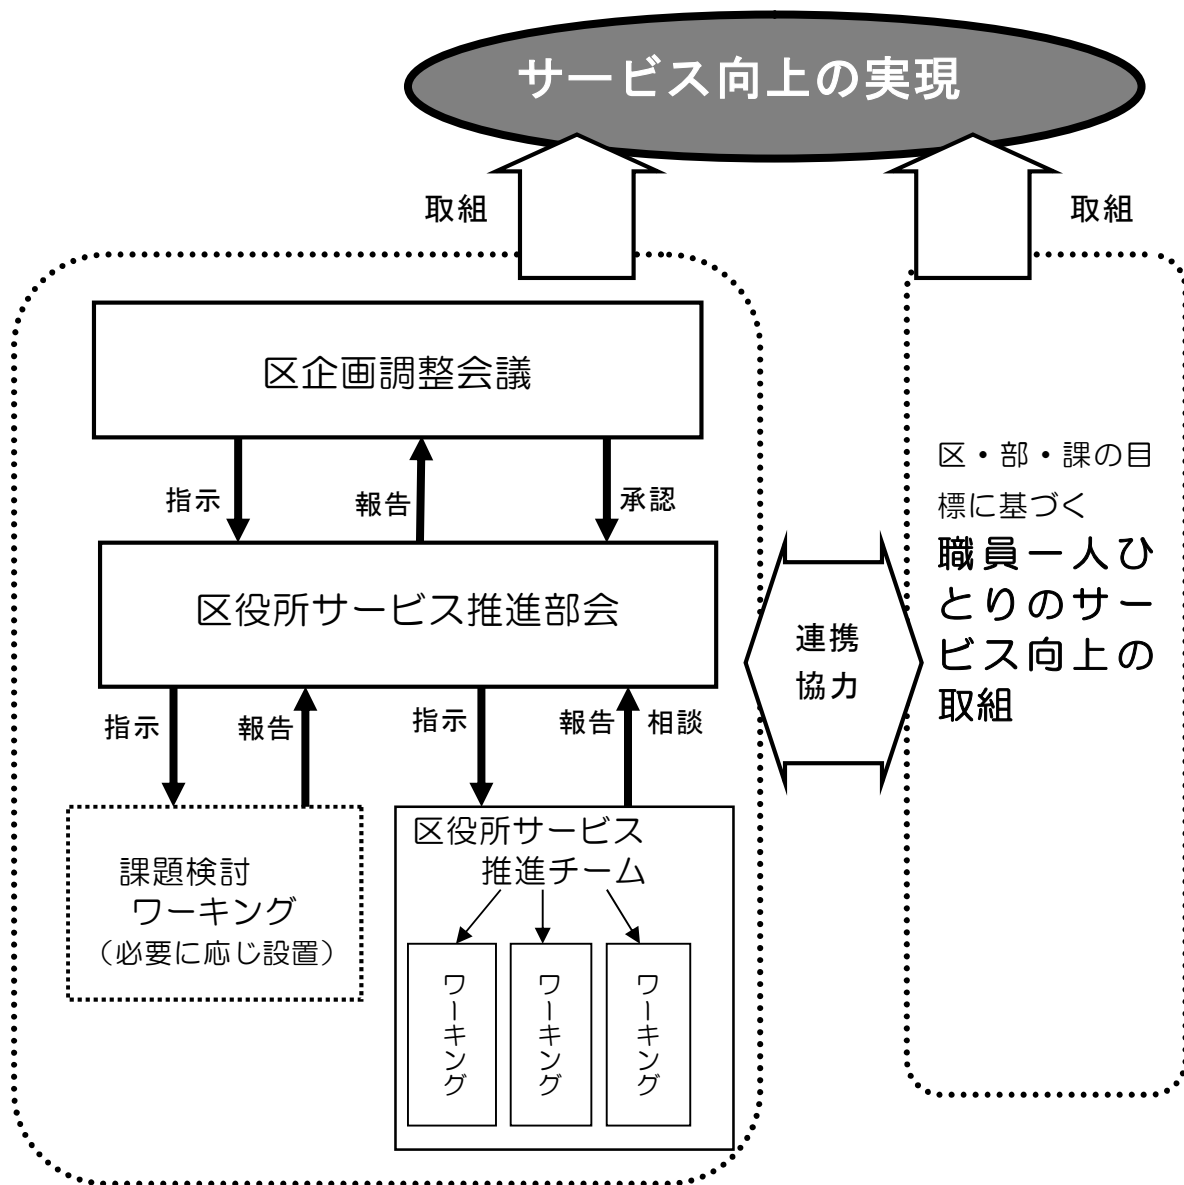 サービス向上の実現
取組
取組
区企画調整会議
指示
報告
承認
区役所サービス推進部会
指示
報告
指示
報告
相談
課題検討
ワーキング
（必要に応じ設置）
区役所サービス
推進チーム
ワーキング
ワーキング
ワーキング
連携
協力
区・部・課の目
標に基づく
職員一人ひ
とりのサー
ビス向上の
取組